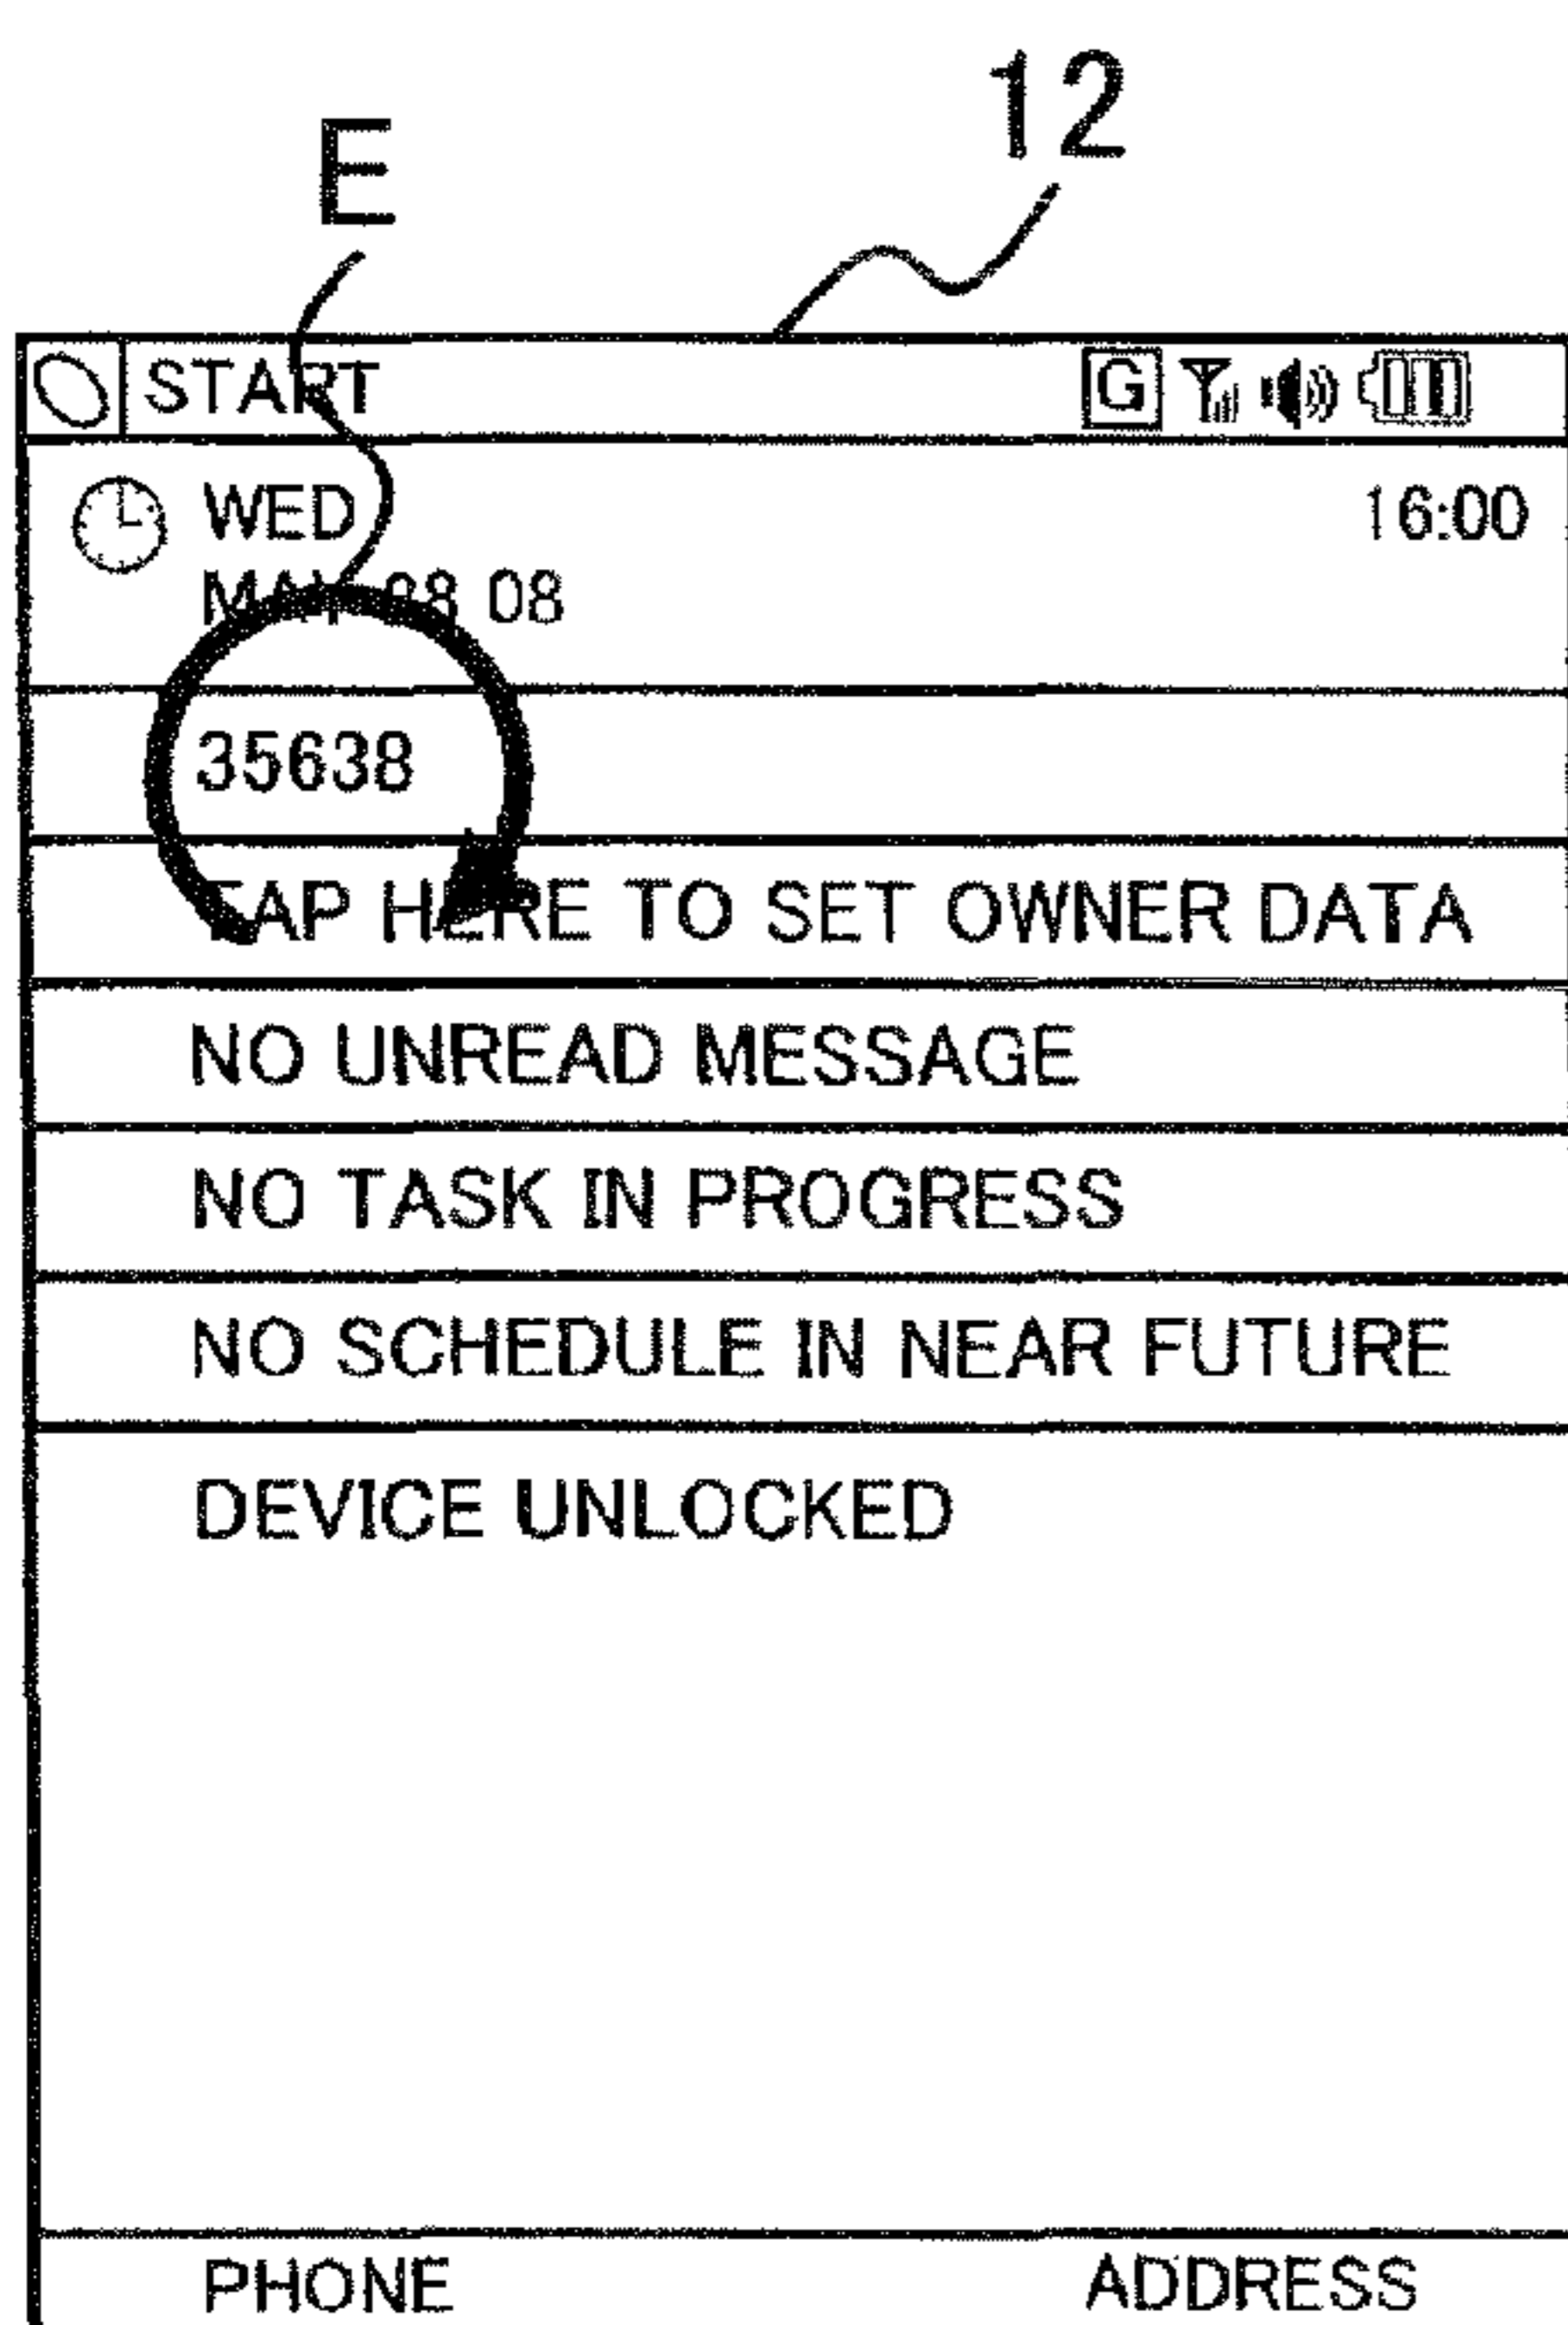 12
E
START G
WED 16:00
08
35638
TAP HERE TO SET OWNER DATA
NO UNREAD MESSAGE
NO TASK IN PROGRESS
NO SCHEDULE IN NEAR FUTURE
DEVICE UNLOCKED
PHONE ADDRESS